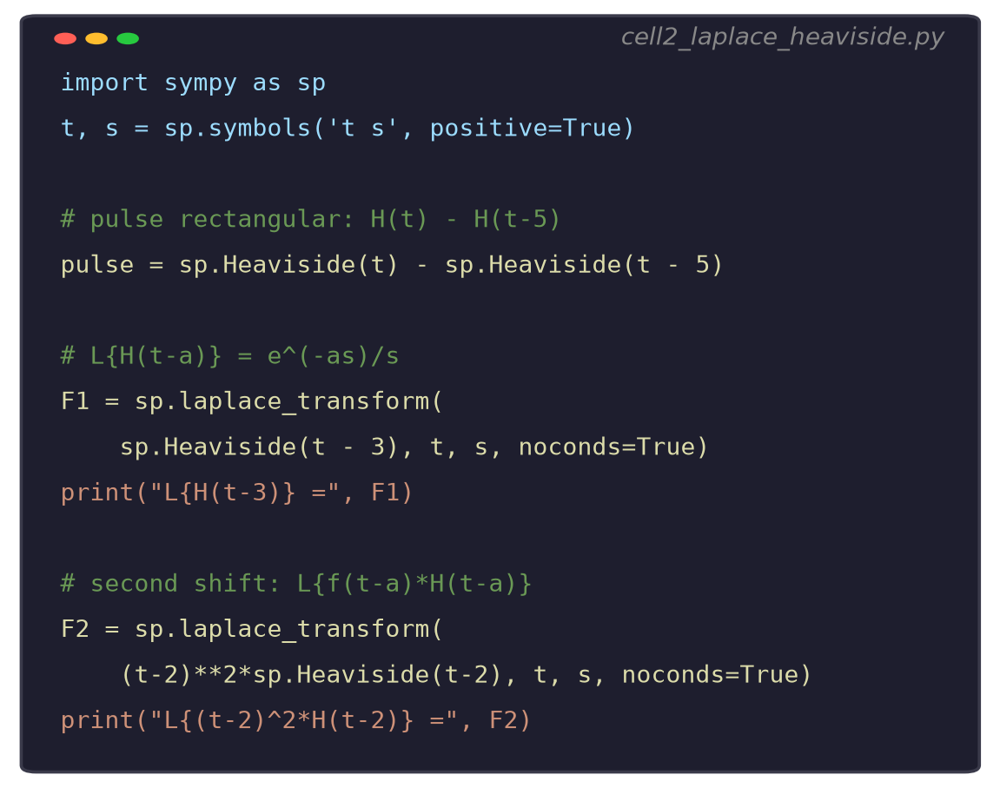 cell2_laplace_heaviside.py
import sympy as sp
t, s = sp.symbols('t s', positive=True)
# pulse rectangular: H(t) - H(t-5)
pulse = sp.Heaviside(t) - sp.Heaviside(t - 5)
# L{H(t-a)} = e^(-as)/s
F1 = sp.laplace_transform(
    sp.Heaviside(t - 3), t, s, noconds=True)
print("L{H(t-3)} =", F1)
# second shift: L{f(t-a)*H(t-a)}
F2 = sp.laplace_transform(
    (t-2)**2*sp.Heaviside(t-2), t, s, noconds=True)
print("L{(t-2)^2*H(t-2)} =", F2)